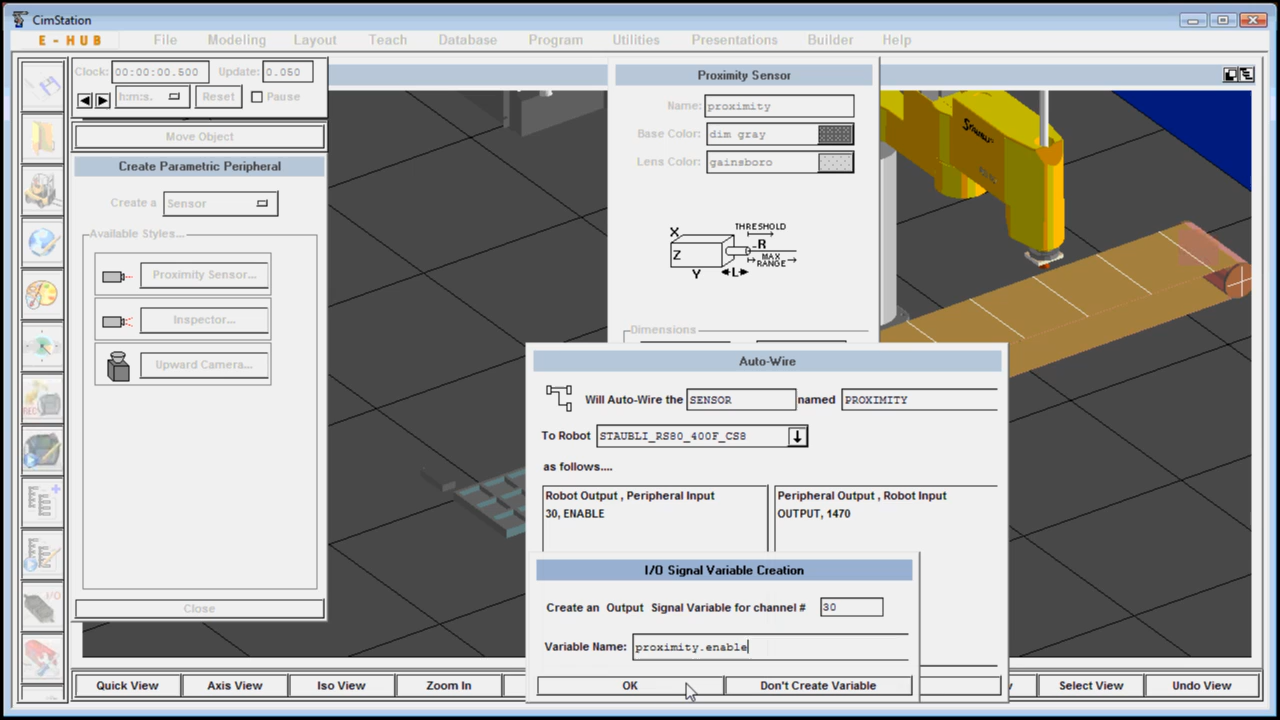 CimStation
E - HUB File Modeling Layout Teach Database Program Utilities Presentations Builder Help
Clock: 00:00:00.500 Update: 0.050
h:m:s. Reset Pause
Move Object
Create Parametric Peripheral
Create a Sensor
Available Styles...
Proximity Sensor...
Inspector...
Upward Camera...
Close
Proximity Sensor
Name: proximity
Base Color: dim gray
Lens Color: gainsboro
X THRESHOLD
R
Z MAX
RANGE
Y L
Dimensions
Auto-Wire
Will Auto-Wire the SENSOR named PROXIMITY
To Robot STAUBLI_RS80_400F_CS8
as follows....
Robot Output , Peripheral Input
30, ENABLE
Peripheral Output , Robot Input
OUTPUT, 1470
I/O Signal Variable Creation
Create an Output Signal Variable for channel # 30
Variable Name: proximity.enable
OK Don't Create Variable
Quick View Axis View Iso View Zoom In Select View Undo View